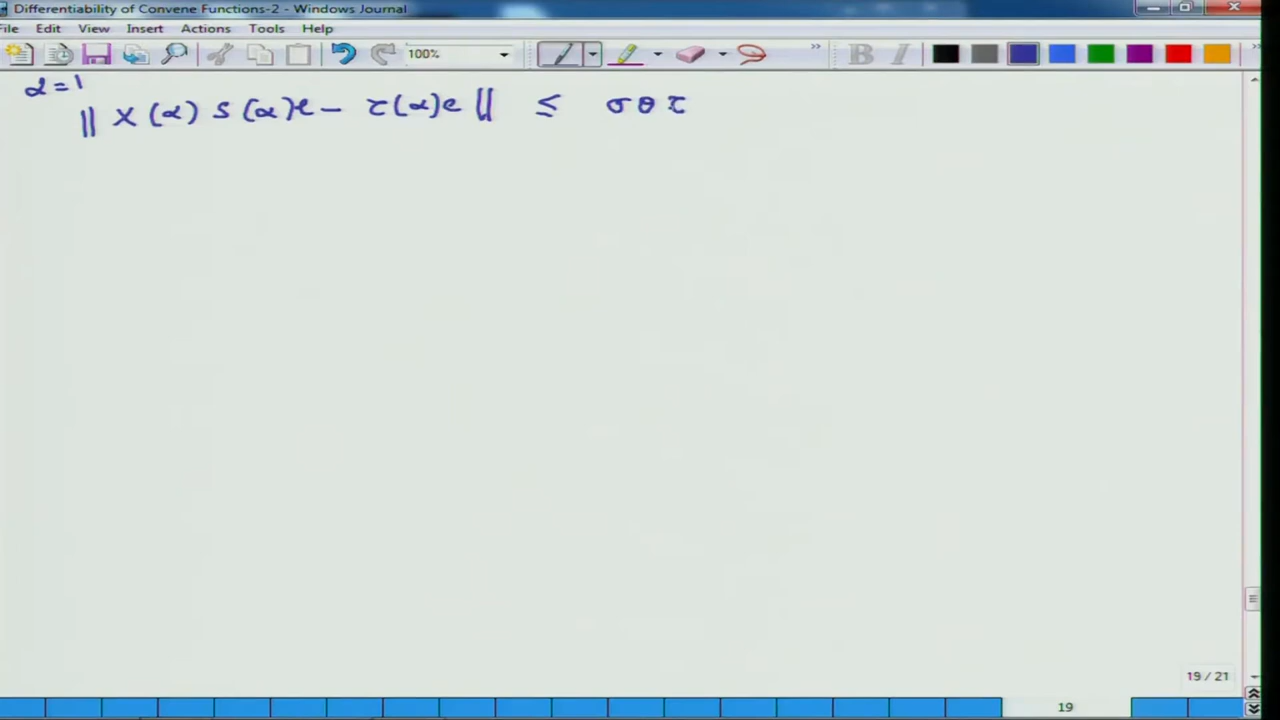 Differentiability of Convene Functions-2 - Windows Journal
File Edit View Insert Actions Tools Help
100%
B I
α = 1
|| X(α) S(α)e − τ(α)e || ≤ σθτ
19 / 21
19